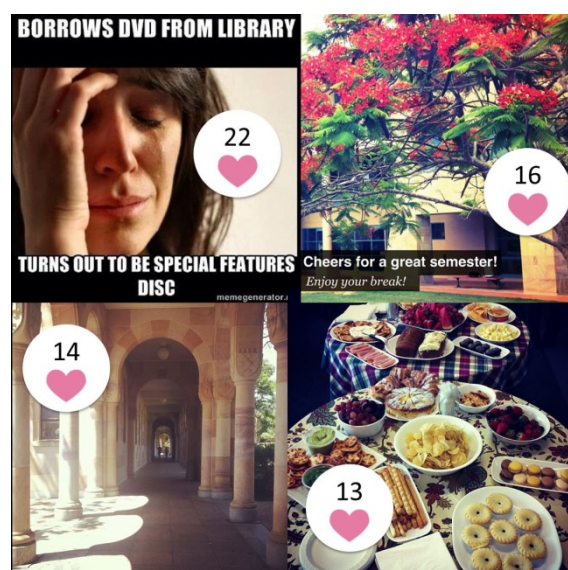 BORROWS DVD FROM LIBRARY
22
16
Cheers for a great semester!
Enjoy your break!
TURNS OUT TO BE SPECIAL FEATURES
DISC
14
13